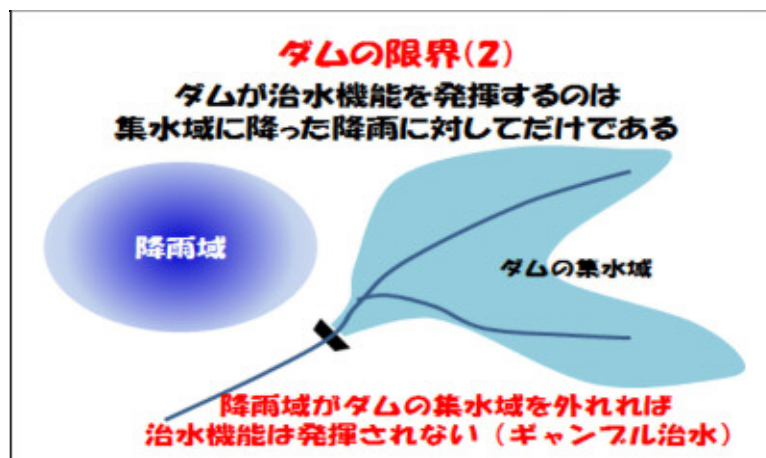 ダムの限界(2)
ダムが治水機能を発揮するのは
集水域に降った降雨に対してだけである
降雨域
ダムの集水域
降雨域がダムの集水域を外れれば
治水機能は発揮されない（ギャンブル治水）